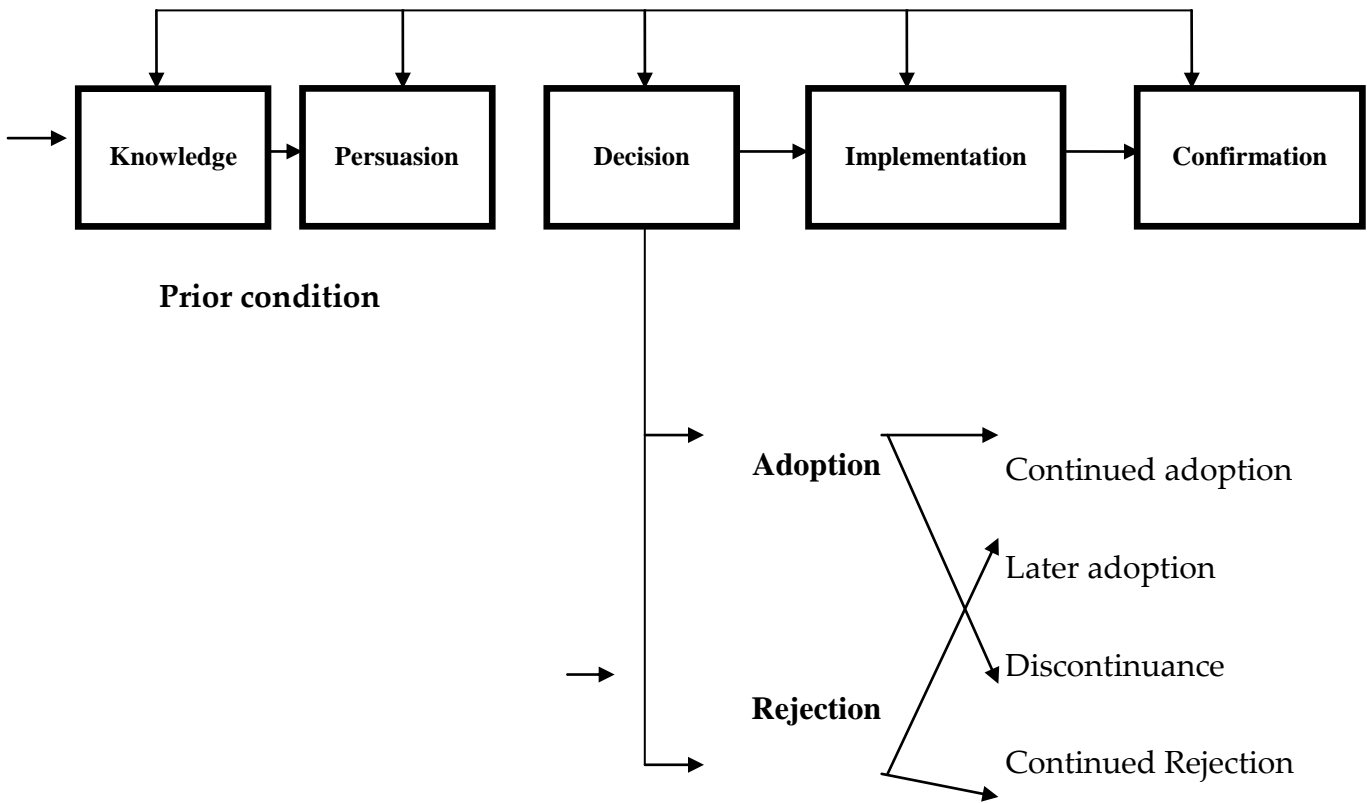 Knowledge
Persuasion
Decision
Implementation
Confirmation
Prior condition
Adoption
Continued adoption
Later adoption
Discontinuance
Rejection
Continued Rejection